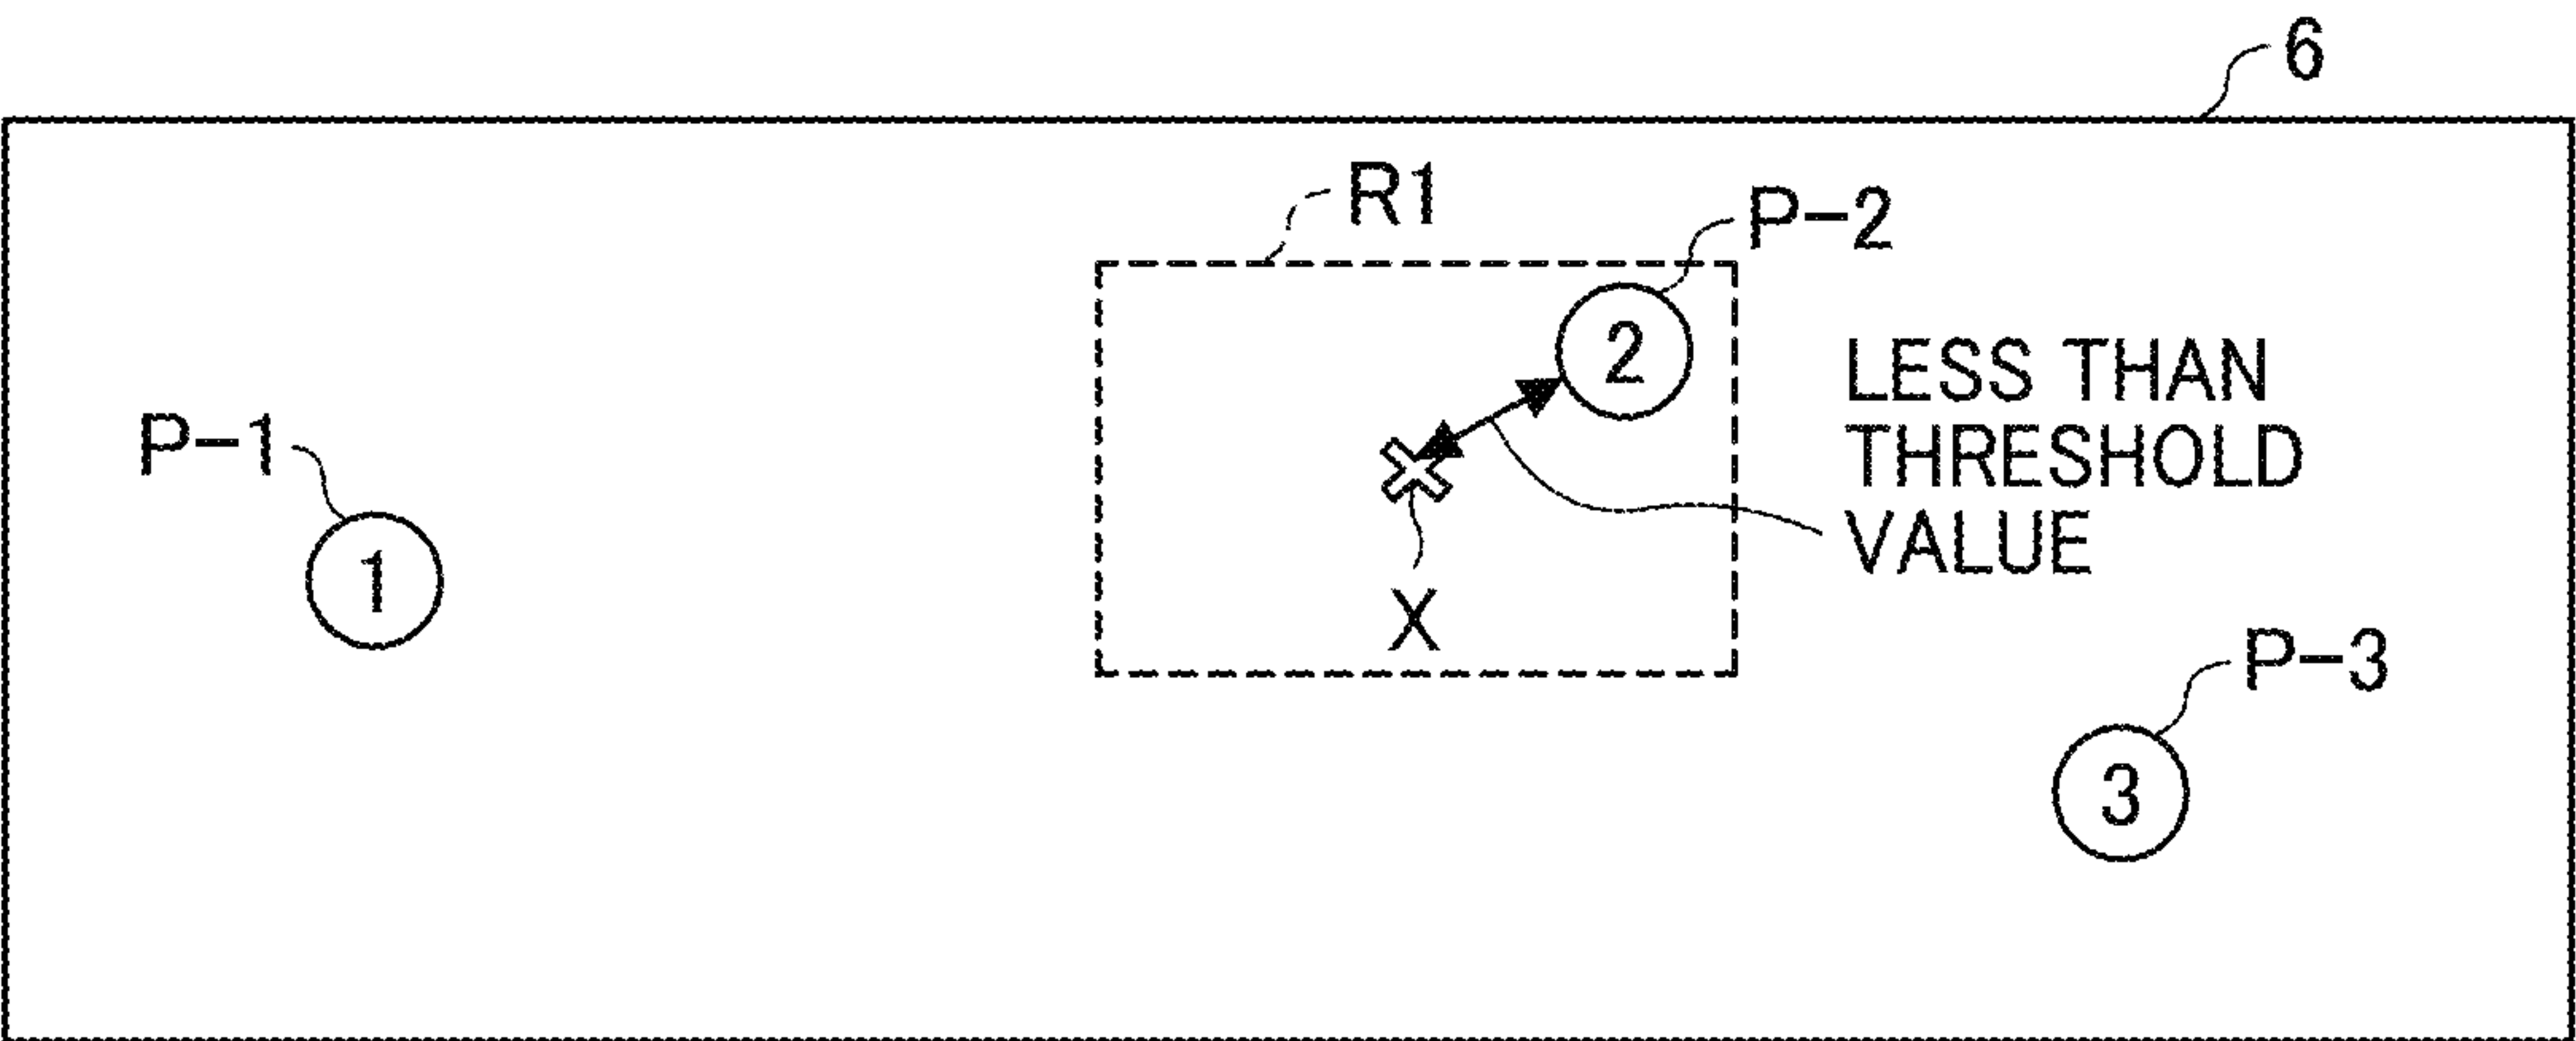 6
R1
P-2
2
LESS THAN
THRESHOLD
VALUE
P-1
1
X
P-3
3